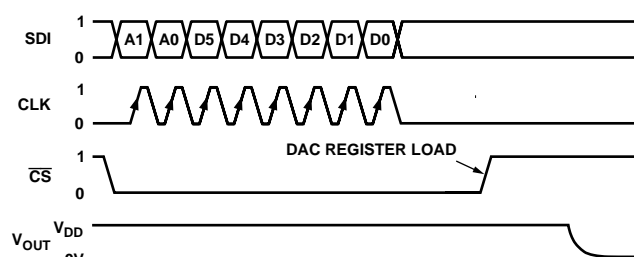 SDI 1 0 A1 A0 D5 D4 D3 D2 D1 D0
CLK 1 0
DAC REGISTER LOAD
CS 1 0
VOUT VDD
0V